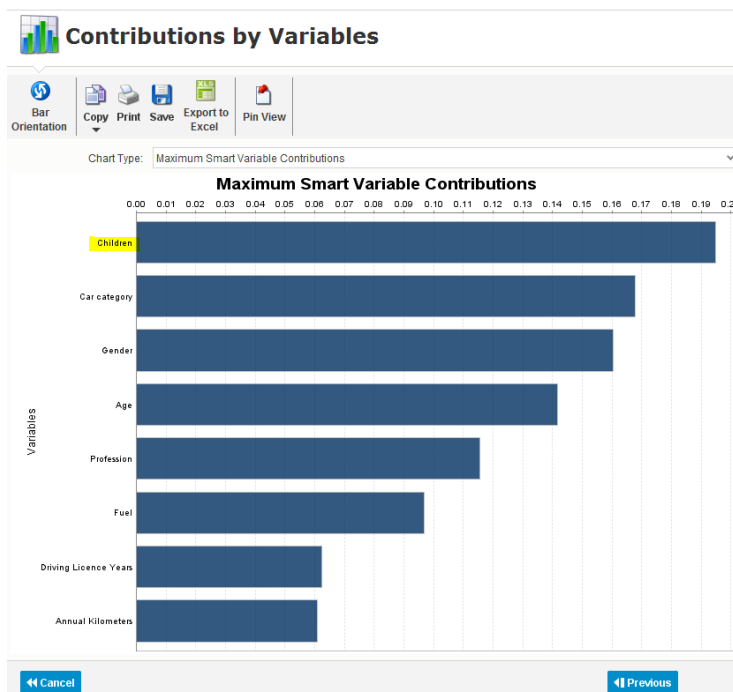 Contributions by Variables
Bar Orientation
Copy
Print
Save
XLS
Export to Excel
Pin View
Chart Type: Maximum Smart Variable Contributions
Maximum Smart Variable Contributions
0.00 0.01 0.02 0.03 0.04 0.05 0.06 0.07 0.08 0.09 0.10 0.11 0.12 0.13 0.14 0.15 0.16 0.17 0.18 0.19 0.2
Variables
Children
Car category
Gender
Age
Profession
Fuel
Driving Licence Years
Annual Kilometers
Cancel
Previous